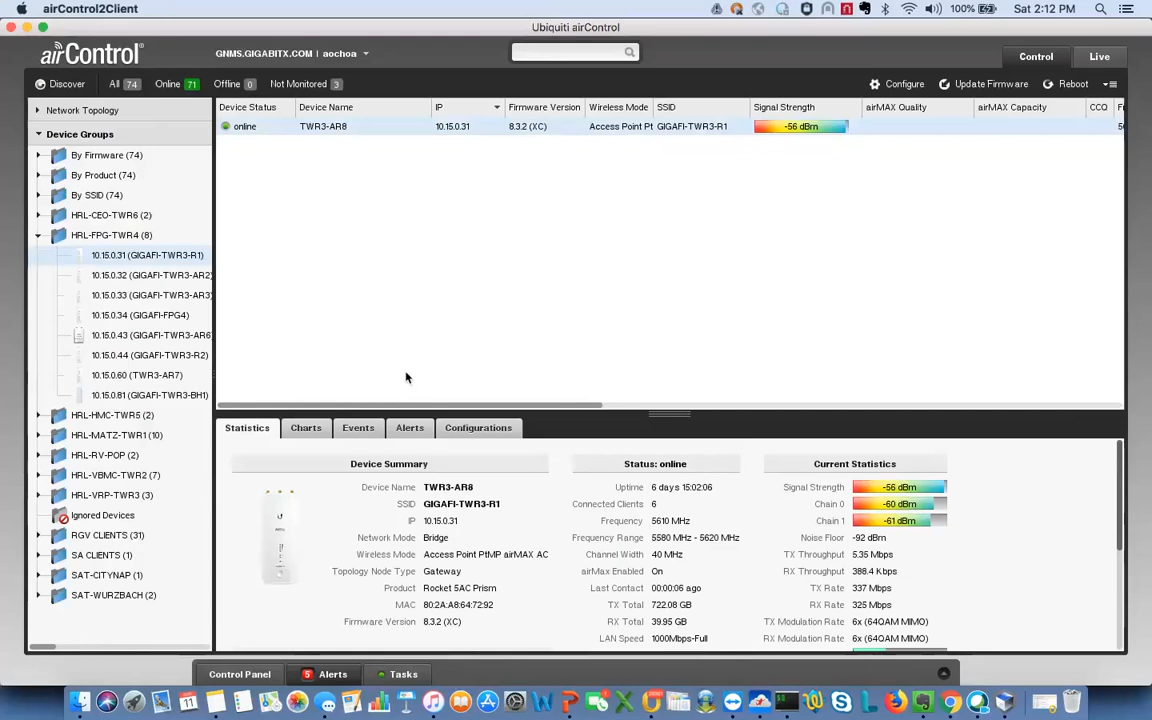 airControl2Client
100%
Sat 2:12 PM
Ubiquiti airControl
airControl
GNMS.GIGABITX.COM | aochoa
Control
Live
Discover
All 74
Online 71
Offline 0
Not Monitored 3
Configure
Update Firmware
Reboot
Network Topology
Device Groups
By Firmware (74)
By Product (74)
By SSID (74)
HRL-CEO-TWR6 (2)
HRL-FPG-TWR4 (8)
10.15.0.31 (GIGAFI-TWR3-R1)
10.15.0.32 (GIGAFI-TWR3-AR2)
10.15.0.33 (GIGAFI-TWR3-AR3)
10.15.0.34 (GIGAFI-FPG4)
10.15.0.43 (GIGAFI-TWR3-AR6
10.15.0.44 (GIGAFI-TWR3-R2)
10.15.0.60 (TWR3-AR7)
10.15.0.81 (GIGAFI-TWR3-BH1)
HRL-HMC-TWR5 (2)
HRL-MATZ-TWR1 (10)
HRL-RV-POP (2)
HRL-VBMC-TWR2 (7)
HRL-VRP-TWR3 (3)
Ignored Devices
RGV CLIENTS (31)
SA CLIENTS (1)
SAT-CITYNAP (1)
SAT-WURZBACH (2)
Device Status
Device Name
IP
Firmware Version
Wireless Mode
SSID
Signal Strength
airMAX Quality
airMAX Capacity
CCQ
online
TWR3-AR8
10.15.0.31
8.3.2 (XC)
Access Point Pt
GIGAFI-TWR3-R1
-56 dBm
Statistics
Charts
Events
Alerts
Configurations
Device Summary
Device Name TWR3-AR8
SSID GIGAFI-TWR3-R1
IP 10.15.0.31
Network Mode Bridge
Wireless Mode Access Point PtMP airMAX AC
Topology Node Type Gateway
Product Rocket 5AC Prism
MAC 80:2A:A8:64:72:92
Firmware Version 8.3.2 (XC)
Status: online
Uptime 6 days 15:02:06
Connected Clients 6
Frequency 5610 MHz
Frequency Range 5580 MHz - 5620 MHz
Channel Width 40 MHz
airMax Enabled On
Last Contact 00:00:06 ago
TX Total 722.08 GB
RX Total 39.95 GB
LAN Speed 1000Mbps-Full
Current Statistics
Signal Strength -56 dBm
Chain 0 -60 dBm
Chain 1 -61 dBm
Noise Floor -92 dBm
TX Throughput 5.35 Mbps
RX Throughput 388.4 Kbps
TX Rate 337 Mbps
RX Rate 325 Mbps
TX Modulation Rate 6x (64QAM MIMO)
RX Modulation Rate 6x (64QAM MIMO)
Control Panel
5 Alerts
Tasks